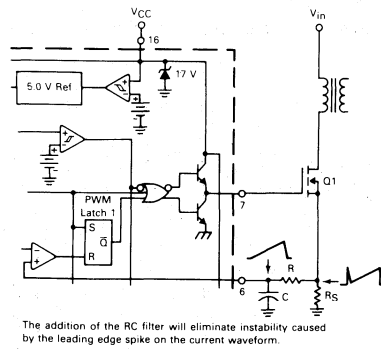 VCC
Vin
16
5.0 V Ref
17 V
+
–
+
–
+
–
PWM
Latch 1
S
Q
R
7
Q1
–
+
6
R
C
RS
The addition of the RC filter will eliminate instability caused
by the leading edge spike on the current waveform.